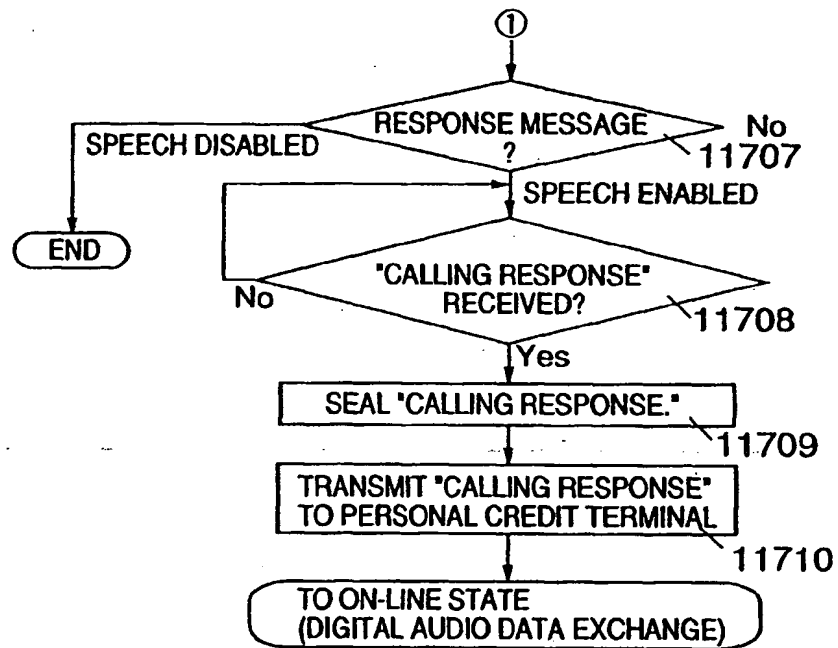 1
RESPONSE MESSAGE
?
No
11707
SPEECH DISABLED
SPEECH ENABLED
END
"CALLING RESPONSE"
RECEIVED?
No
11708
Yes
SEAL "CALLING RESPONSE."
11709
TRANSMIT "CALLING RESPONSE"
TO PERSONAL CREDIT TERMINAL
11710
TO ON-LINE STATE
(DIGITAL AUDIO DATA EXCHANGE)